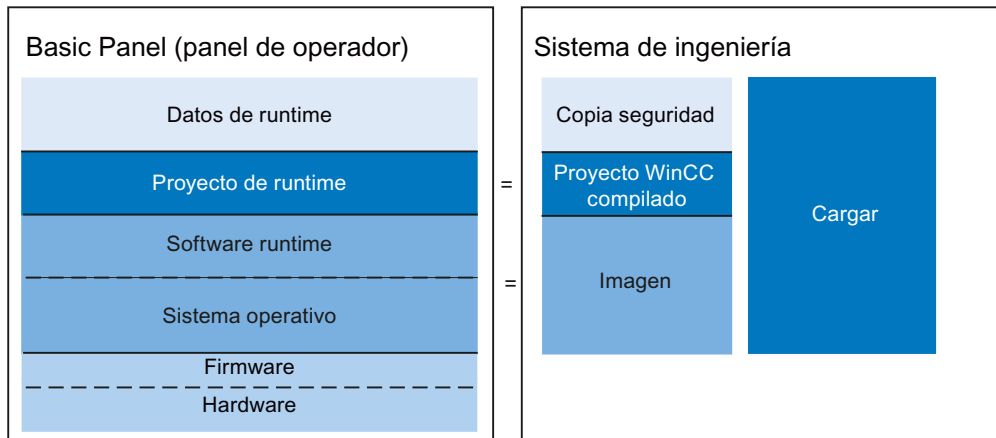 Basic Panel (panel de operador)
Datos de runtime
Proyecto de runtime
Software runtime
Sistema operativo
Firmware
Hardware
=
=
Sistema de ingeniería
Copia seguridad
Proyecto WinCC
compilado
Imagen
Cargar